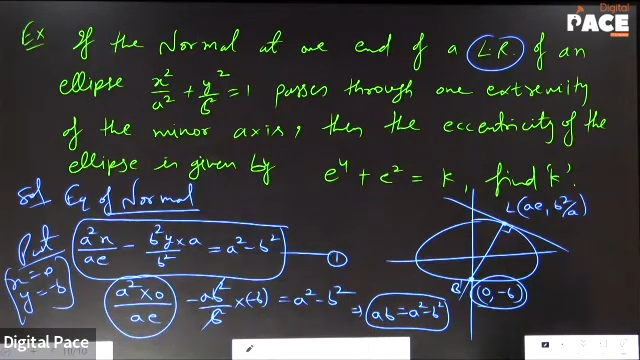 Digital
PACE
Ex If the Normal at one end of a L.R. of an
ellipse x²/a² + y²/b² = 1 passes through one extremity
of the minor axis, then the eccentricity of the
ellipse is given by e⁴ + e² = k, find 'k'.
Sol Eq of Normal
L(ae, b²/a)
a²x/ae - b²y×a/b² = a² - b² ①
Put
x = 0
y = -b
a²×0/ae - ab²/b² ×(-b) = a² - b² ⇒ ab = a² - b²
B' (0, -b)
Digital Pace